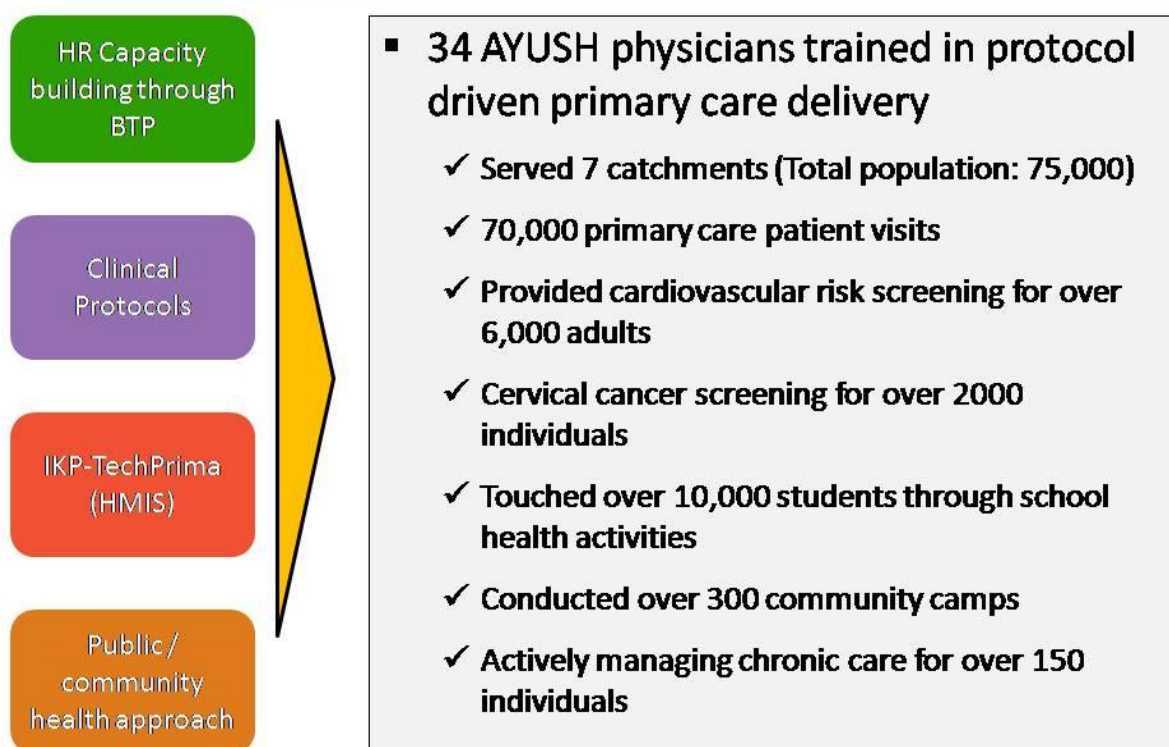 HR Capacity
building through
BTP
Clinical
Protocols
IKP-TechPrima
(HMIS)
Public /
community
health approach
▪ 34 AYUSH physicians trained in protocol
driven primary care delivery
✓ Served 7 catchments (Total population: 75,000)
✓ 70,000 primary care patient visits
✓ Provided cardiovascular risk screening for over
6,000 adults
✓ Cervical cancer screening for over 2000
individuals
✓ Touched over 10,000 students through school
health activities
✓ Conducted over 300 community camps
✓ Actively managing chronic care for over 150
individuals